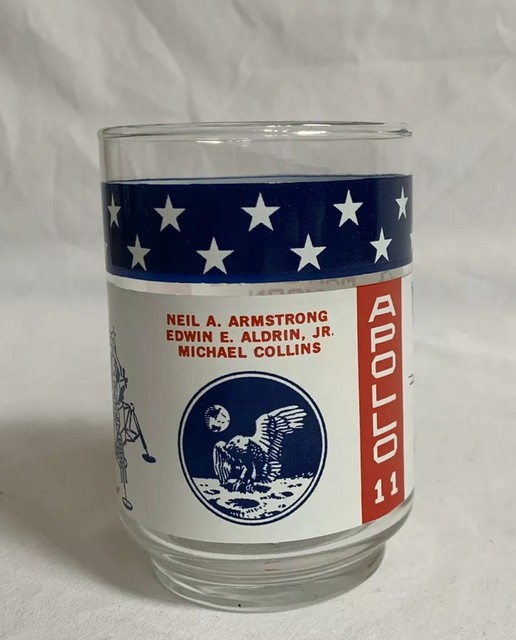 NEIL A. ARMSTRONG
EDWIN E. ALDRIN, JR.
MICHAEL COLLINS
APOLLO 11